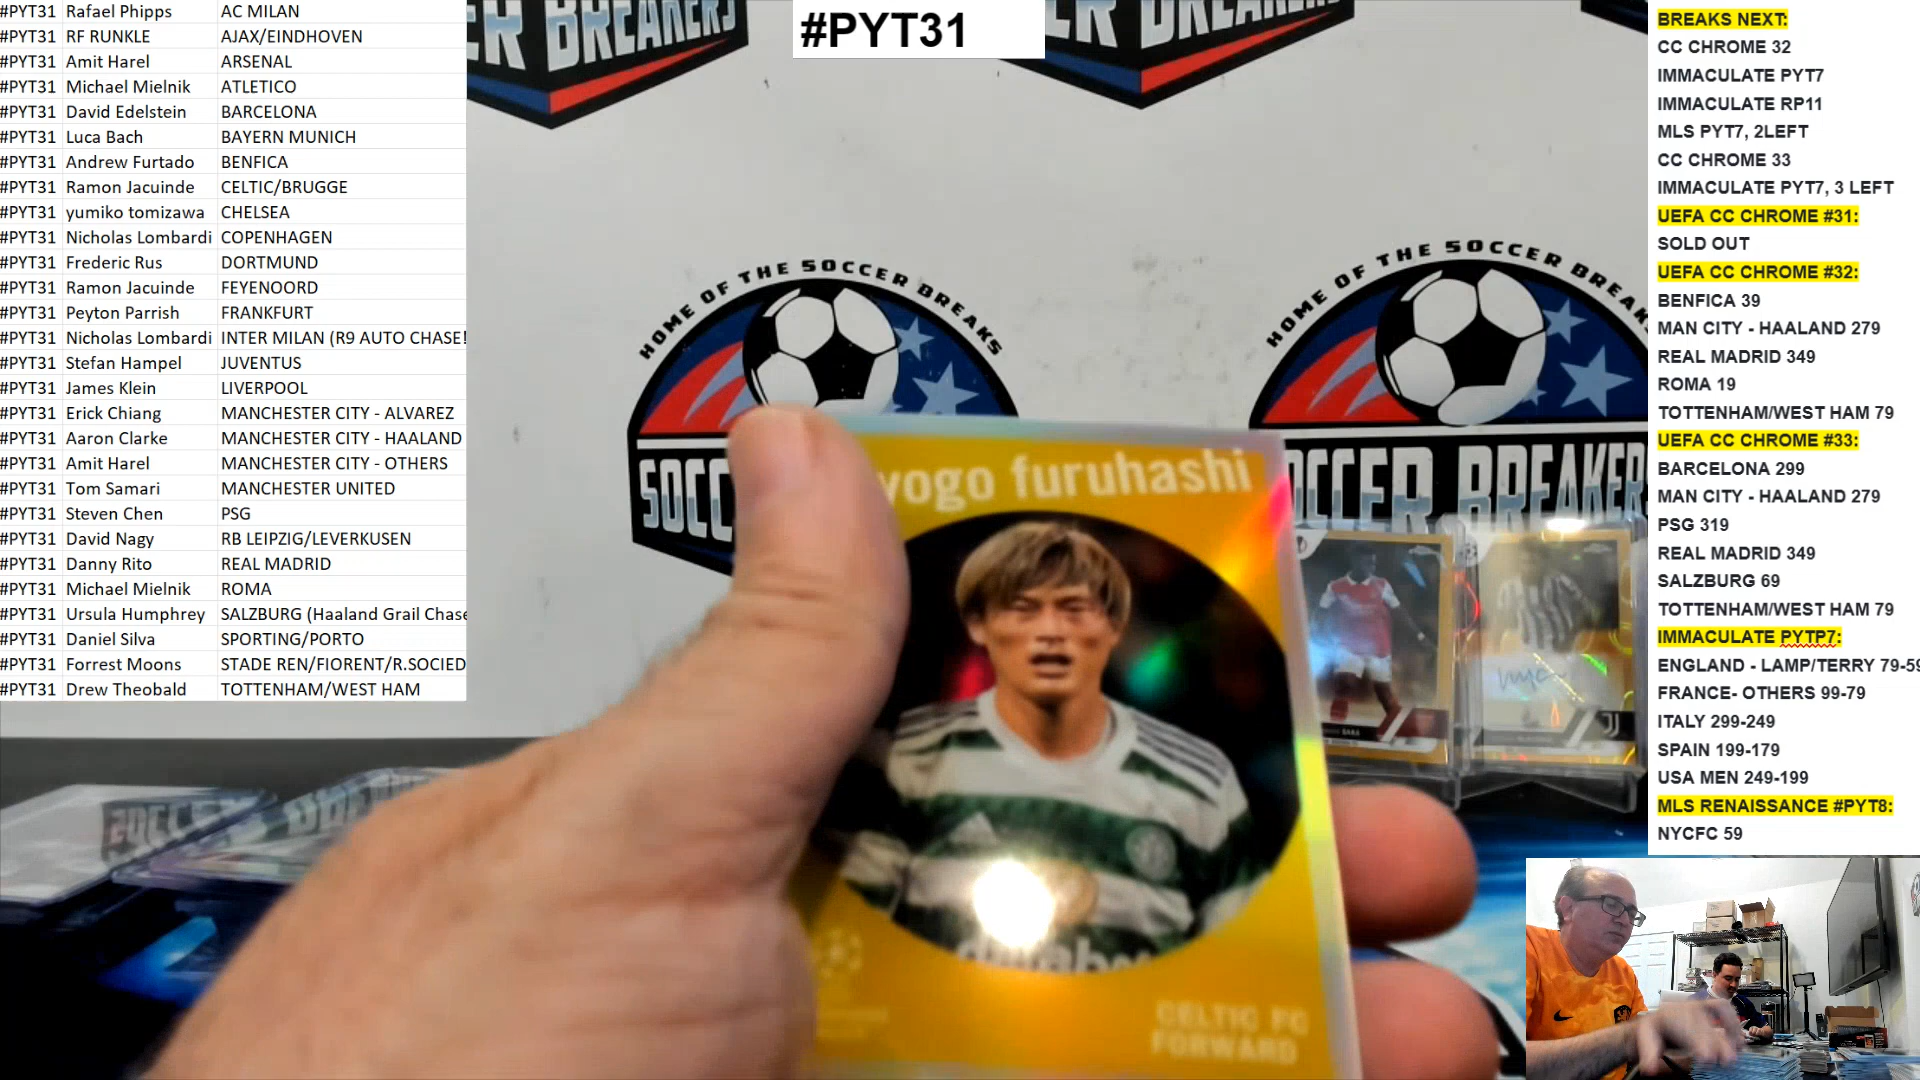 #PYT31 Rafael Phipps AC MILAN
#PYT31 RF RUNKLE AJAX/EINDHOVEN
#PYT31 Amit Harel ARSENAL
#PYT31 Michael Mielnik ATLETICO
#PYT31 David Edelstein BARCELONA
#PYT31 Luca Bach BAYERN MUNICH
#PYT31 Andrew Furtado BENFICA
#PYT31 Ramon Jacuinde CELTIC/BRUGGE
#PYT31 yumiko tomizawa CHELSEA
#PYT31 Nicholas Lombardi COPENHAGEN
#PYT31 Frederic Rus DORTMUND
#PYT31 Ramon Jacuinde FEYENOORD
#PYT31 Peyton Parrish FRANKFURT
#PYT31 Nicholas Lombardi INTER MILAN (R9 AUTO CHASE!
#PYT31 Stefan Hampel JUVENTUS
#PYT31 James Klein LIVERPOOL
#PYT31 Erick Chiang MANCHESTER CITY - ALVAREZ
#PYT31 Aaron Clarke MANCHESTER CITY - HAALAND
#PYT31 Amit Harel MANCHESTER CITY - OTHERS
#PYT31 Tom Samari MANCHESTER UNITED
#PYT31 Steven Chen PSG
#PYT31 David Nagy RB LEIPZIG/LEVERKUSEN
#PYT31 Danny Rito REAL MADRID
#PYT31 Michael Mielnik ROMA
#PYT31 Ursula Humphrey SALZBURG (Haaland Grail Chase
#PYT31 Daniel Silva SPORTING/PORTO
#PYT31 Forrest Moons STADE REN/FIORENT/R.SOCIED
#PYT31 Drew Theobald TOTTENHAM/WEST HAM
#PYT31
ER BREAKERS
ER BREAKERS
HOME OF THE SOCCER BREAKS
SOCC
HOME OF THE SOCCER BREAKS
OCCER BREAKERS
yogo furuhashi
CELTIC FC
FORWARD
BREAKS NEXT:
CC CHROME 32
IMMACULATE PYT7
IMMACULATE RP11
MLS PYT7, 2LEFT
CC CHROME 33
IMMACULATE PYT7, 3 LEFT
UEFA CC CHROME #31:
SOLD OUT
UEFA CC CHROME #32:
BENFICA 39
MAN CITY - HAALAND 279
REAL MADRID 349
ROMA 19
TOTTENHAM/WEST HAM 79
UEFA CC CHROME #33:
BARCELONA 299
MAN CITY - HAALAND 279
PSG 319
REAL MADRID 349
SALZBURG 69
TOTTENHAM/WEST HAM 79
IMMACULATE PYTP7:
ENGLAND - LAMP/TERRY 79-59
FRANCE- OTHERS 99-79
ITALY 299-249
SPAIN 199-179
USA MEN 249-199
MLS RENAISSANCE #PYT8:
NYCFC 59